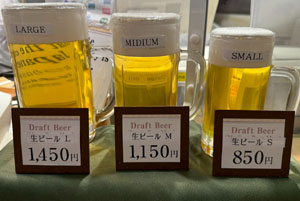 LARGE
MIDIUM
SMALL
Draft Beer
生ビール L
1,450円
Draft Beer
生ビール M
1,150円
Draft Beer
生ビール S
850円